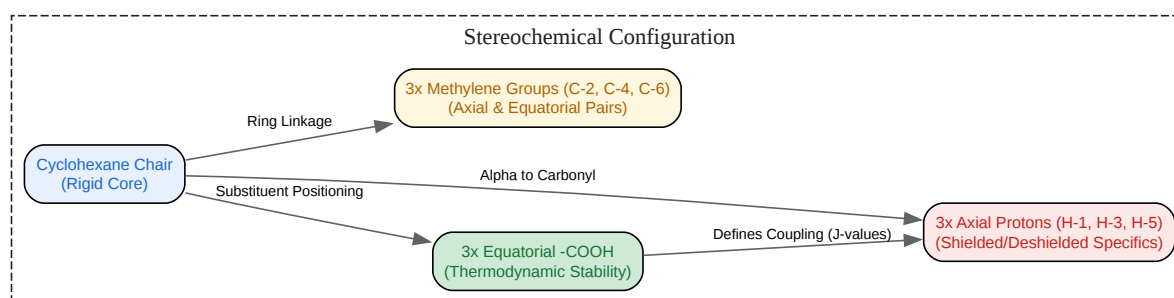 Stereochemical Configuration
3x Methylene Groups (C-2, C-4, C-6)
(Axial & Equatorial Pairs)
Ring Linkage
Cyclohexane Chair
(Rigid Core)
Alpha to Carbonyl
Substituent Positioning
3x Axial Protons (H-1, H-3, H-5)
(Shielded/Deshielded Specifics)
Defines Coupling (J-values)
3x Equatorial -COOH
(Thermodynamic Stability)